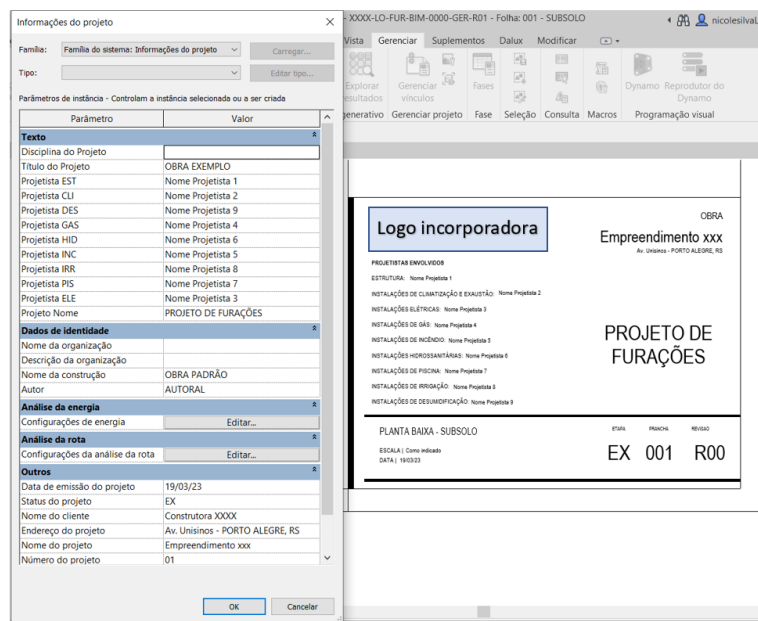 Informações do projeto
Família: Família do sistema: Informações do projeto Carregar...
Tipo: Editar tipo...
Parâmetros de instância - Controlam a instância selecionada ou a ser criada
Parâmetro Valor
Texto
Disciplina do Projeto
Título do Projeto OBRA EXEMPLO
Projetista EST Nome Projetista 1
Projetista CLI Nome Projetista 2
Projetista DES Nome Projetista 9
Projetista GAS Nome Projetista 4
Projetista HID Nome Projetista 6
Projetista INC Nome Projetista 5
Projetista IRR Nome Projetista 8
Projetista PIS Nome Projetista 7
Projetista ELE Nome Projetista 3
Projeto Nome PROJETO DE FURAÇÕES
Dados de identidade
Nome da organização
Descrição da organização
Nome da construção OBRA PADRÃO
Autor AUTORAL
Análise da energia
Configurações de energia Editar...
Análise da rota
Configurações da análise da rota Editar...
Outros
Data de emissão do projeto 19/03/23
Status do projeto EX
Nome do cliente Construtora XXXX
Endereço do projeto Av. Unisinos - PORTO ALEGRE, RS
Nome do projeto Empreendimento xxx
Número do projeto 01
OK Cancelar
- XXXX-LO-FUR-BIM-0000-GER-R01 - Folha: 001 - SUBSOLO nicolesilva
Vista Gerenciar Suplementos Dalux Modificar
Explorar resultados
Gerenciar vínculos
Fases
Dynamo
Reprodutor do Dynamo
generativo Gerenciar projeto Fase Seleção Consulta Macros Programação visual
Logo incorporadora
OBRA
Empreendimento xxx
Av. Unisinos - PORTO ALEGRE, RS
PROJETISTAS ENVOLVIDOS
ESTRUTURA: Nome Projetista 1
INSTALAÇÕES DE CLIMATIZAÇÃO E EXAUSTÃO: Nome Projetista 2
INSTALAÇÕES ELÉTRICAS: Nome Projetista 3
INSTALAÇÕES DE GÁS: Nome Projetista 4
INSTALAÇÕES DE INCÊNDIO: Nome Projetista 5
INSTALAÇÕES HIDROSSANITÁRIAS: Nome Projetista 6
INSTALAÇÕES DE PISCINA: Nome Projetista 7
INSTALAÇÕES DE IRRIGAÇÃO: Nome Projetista 8
INSTALAÇÕES DE DESUMIDIFICAÇÃO: Nome Projetista 9
PROJETO DE
FURAÇÕES
PLANTA BAIXA - SUBSOLO
ESCALA | Como indicado
DATA | 19/03/23
ETAPA PRANCHA REVISAO
EX 001 R00